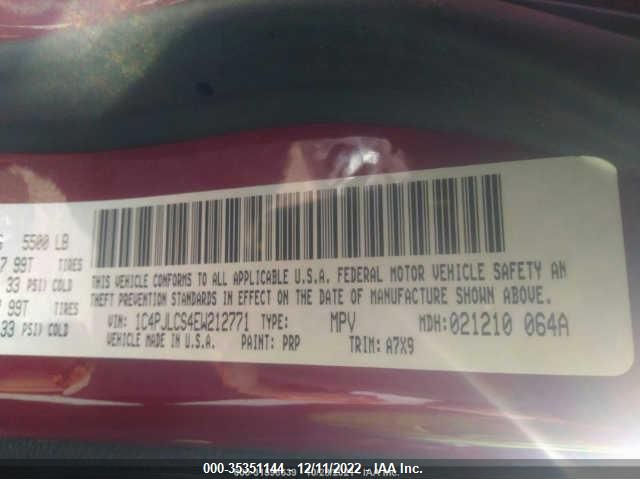 5500 LB
99T TIRES
33 PSI/ COLD
99T TIRES
33 PSI/ COLD
THIS VEHICLE CONFORMS TO ALL APPLICABLE U.S.A. FEDERAL MOTOR VEHICLE SAFETY AN
THEFT PREVENTION STANDARDS IN EFFECT ON THE DATE OF MANUFACTURE SHOWN ABOVE.
VIN: 1C4PJLCS4EW212771 TYPE: MPV MDH: 021210 064A
VEHICLE MADE IN U.S.A. PAINT: PRP TRIM: A7X9
000-35351144 - 12/11/2022 - IAA Inc.